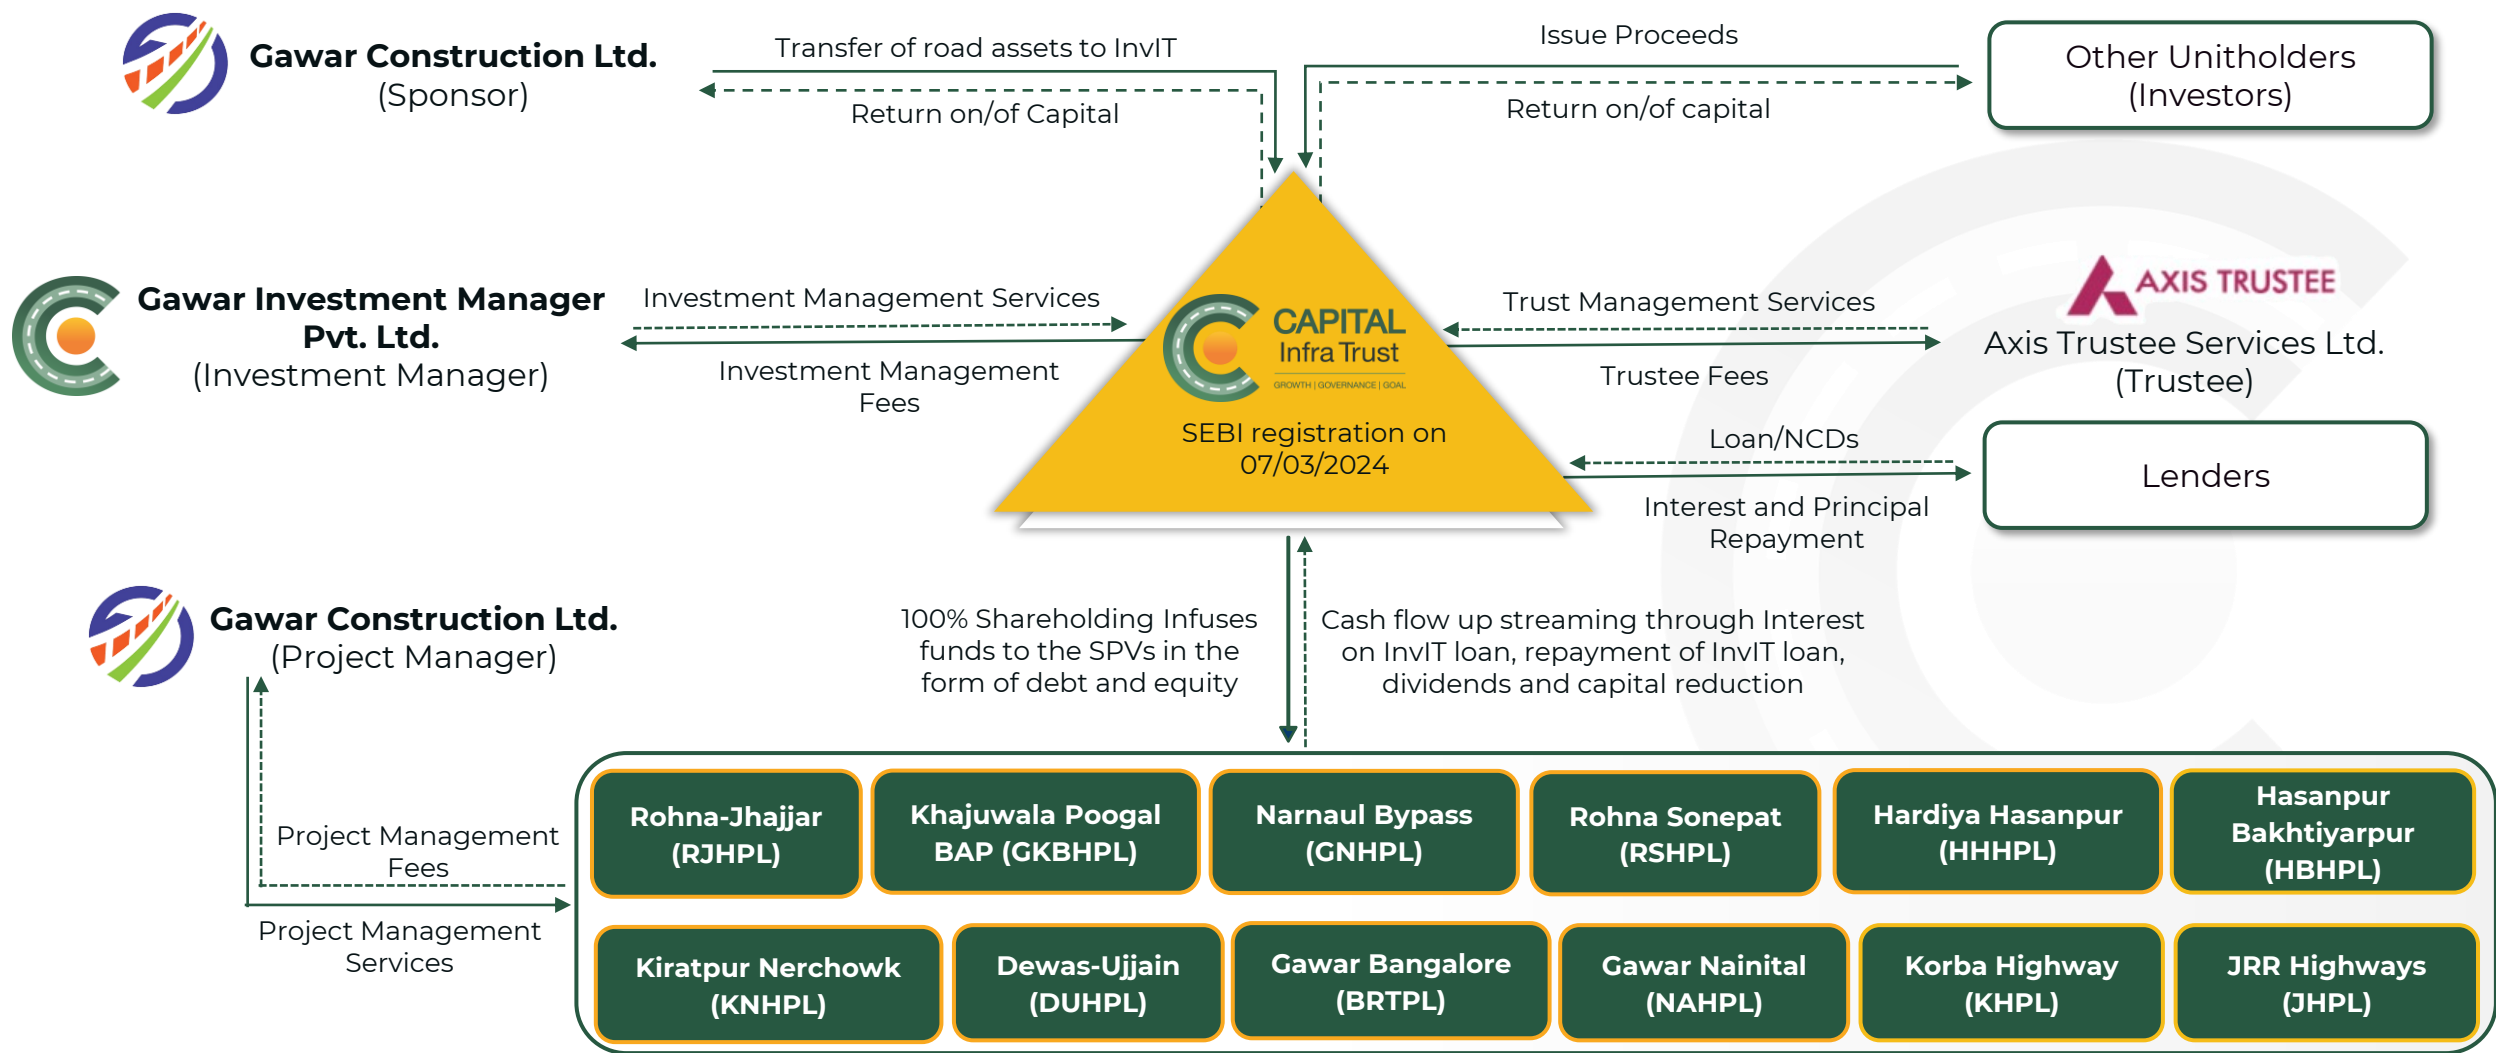 Gawar Construction Ltd.
(Sponsor)
Transfer of road assets to InvIT
Return on/of Capital
Issue Proceeds
Return on/of capital
Other Unitholders
(Investors)
Gawar Investment Manager
Pvt. Ltd.
(Investment Manager)
Investment Management Services
Investment Management
Fees
CAPITAL
Infra Trust
GROWTH | GOVERNANCE | GOAL
SEBI registration on
07/03/2024
Trust Management Services
Trustee Fees
AXIS TRUSTEE
Axis Trustee Services Ltd.
(Trustee)
Loan/NCDs
Interest and Principal
Repayment
Lenders
Gawar Construction Ltd.
(Project Manager)
100% Shareholding Infuses
funds to the SPVs in the
form of debt and equity
Cash flow up streaming through Interest
on InvIT loan, repayment of InvIT loan,
dividends and capital reduction
Project Management
Fees
Project Management
Services
Rohna-Jhajjar
(RJHPL)
Khajuwala Poogal
BAP (GKBHPL)
Narnaul Bypass
(GNHPL)
Rohna Sonepat
(RSHPL)
Hardiya Hasanpur
(HHHPL)
Hasanpur
Bakhtiyarpur
(HBHPL)
Kiratpur Nerchowk
(KNHPL)
Dewas-Ujjain
(DUHPL)
Gawar Bangalore
(BRTPL)
Gawar Nainital
(NAHPL)
Korba Highway
(KHPL)
JRR Highways
(JHPL)